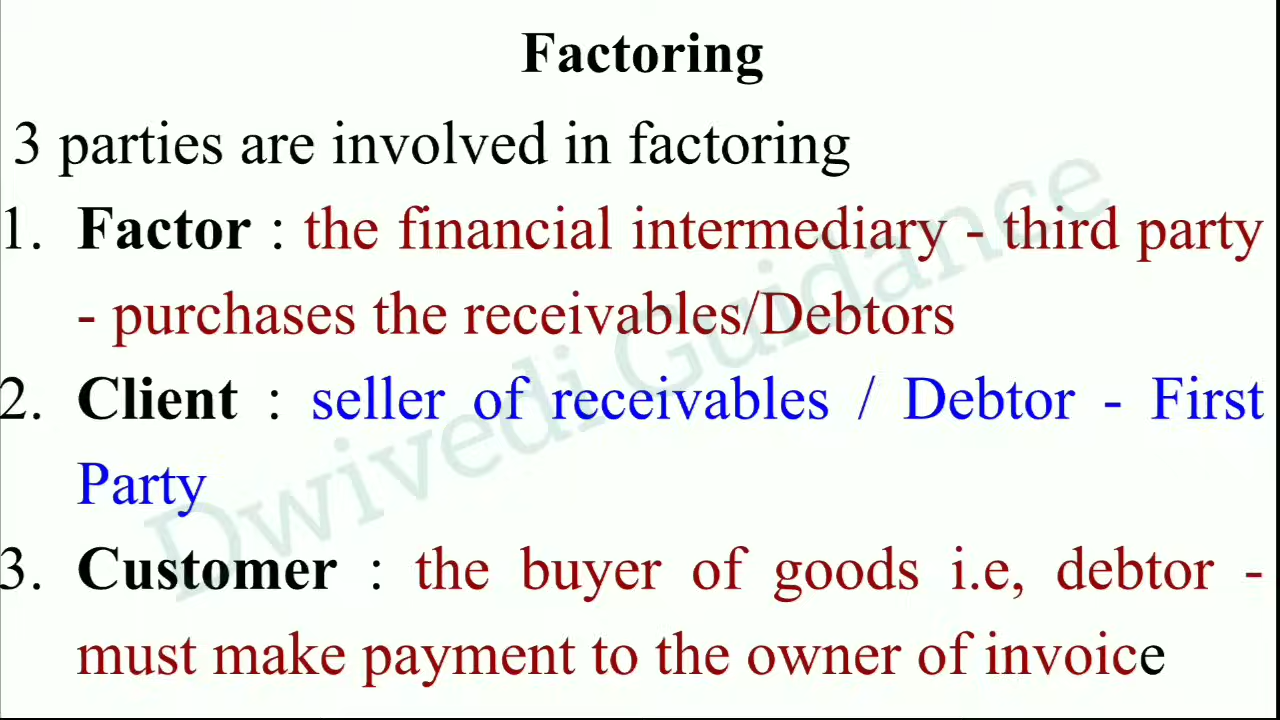 Factoring
3 parties are involved in factoring
1. Factor : the financial intermediary - third party
- purchases the receivables/Debtors
2. Client : seller of receivables / Debtor - First
Party
3. Customer : the buyer of goods i.e, debtor -
must make payment to the owner of invoice
Dwivedi Guidance